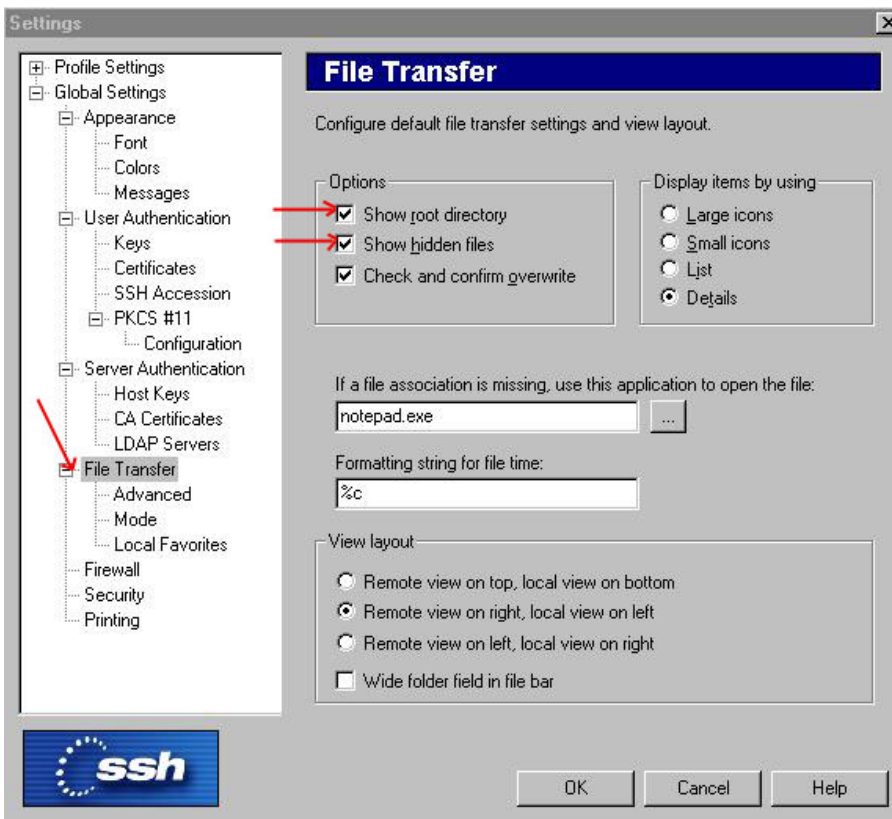 Settings
Profile Settings
Global Settings
Appearance
Font
Colors
Messages
User Authentication
Keys
Certificates
SSH Accession
PKCS #11
Configuration
Server Authentication
Host Keys
CA Certificates
LDAP Servers
File Transfer
Advanced
Mode
Local Favorites
Firewall
Security
Printing
ssh
File Transfer
Configure default file transfer settings and view layout.
Options
Show root directory
Show hidden files
Check and confirm overwrite
Display items by using
Large icons
Small icons
List
Details
If a file association is missing, use this application to open the file:
notepad.exe
...
Formatting string for file time:
%c
View layout
Remote view on top, local view on bottom
Remote view on right, local view on left
Remote view on left, local view on right
Wide folder field in file bar
OK
Cancel
Help